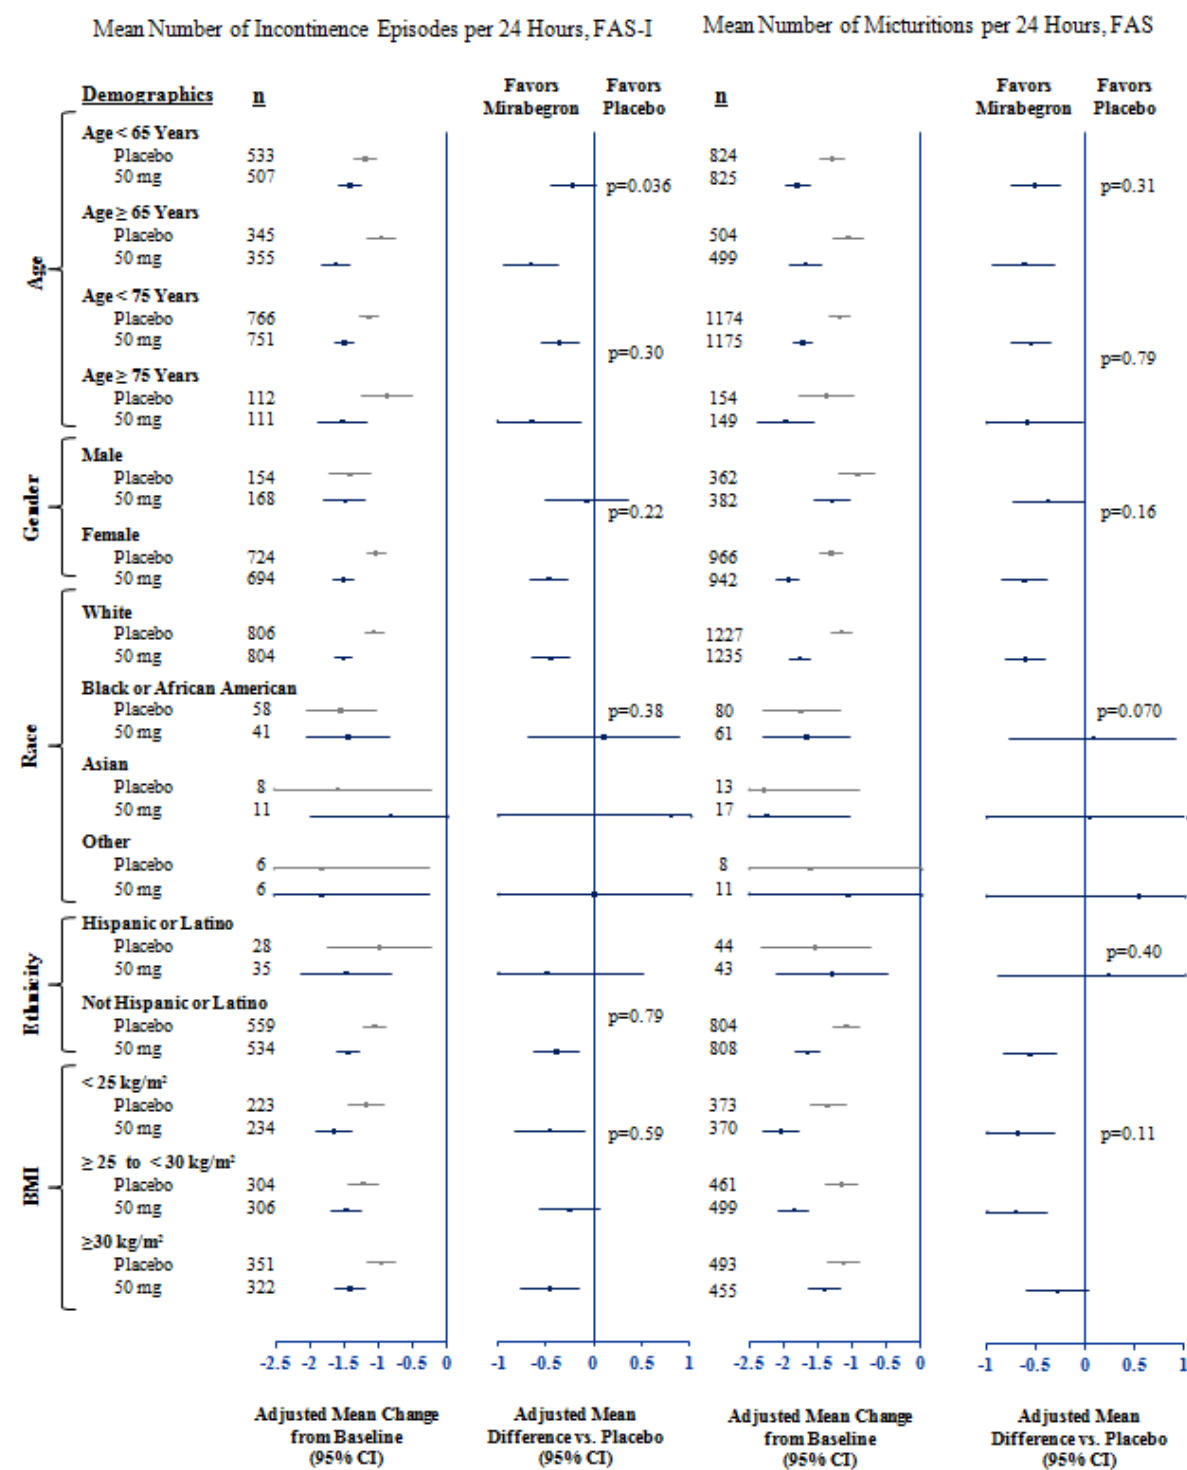 Mean Number of Incontinence Episodes per 24 Hours, FAS-I
Mean Number of Micturitions per 24 Hours, FAS
Demographics n Favors Mirabegron Favors Placebo n Favors Mirabegron Favors Placebo
Age
Age < 65 Years
Placebo 533 824
50 mg 507 p=0.036 825 p=0.31
Age ≥ 65 Years
Placebo 345 504
50 mg 355 499
Age < 75 Years
Placebo 766 1174
50 mg 751 p=0.30 1175 p=0.79
Age ≥ 75 Years
Placebo 112 154
50 mg 111 149
Gender
Male
Placebo 154 362
50 mg 168 p=0.22 382 p=0.16
Female
Placebo 724 966
50 mg 694 942
Race
White
Placebo 806 1227
50 mg 804 1235
Black or African American
Placebo 58 p=0.38 80 p=0.070
50 mg 41 61
Asian
Placebo 8 13
50 mg 11 17
Other
Placebo 6 8
50 mg 6 11
Ethnicity
Hispanic or Latino
Placebo 28 44 p=0.40
50 mg 35 43
Not Hispanic or Latino
Placebo 559 p=0.79 804
50 mg 534 808
BMI
< 25 kg/m²
Placebo 223 373
50 mg 234 p=0.59 370 p=0.11
≥ 25 to < 30 kg/m²
Placebo 304 461
50 mg 306 499
≥30 kg/m²
Placebo 351 493
50 mg 322 455
-2.5 -2 -1.5 -1 -0.5 0 -1 -0.5 0 0.5 1 -2.5 -2 -1.5 -1 -0.5 0 -1 -0.5 0 0.5 1
Adjusted Mean Change
from Baseline
(95% CI)
Adjusted Mean
Difference vs. Placebo
(95% CI)
Adjusted Mean Change
from Baseline
(95% CI)
Adjusted Mean
Difference vs. Placebo
(95% CI)